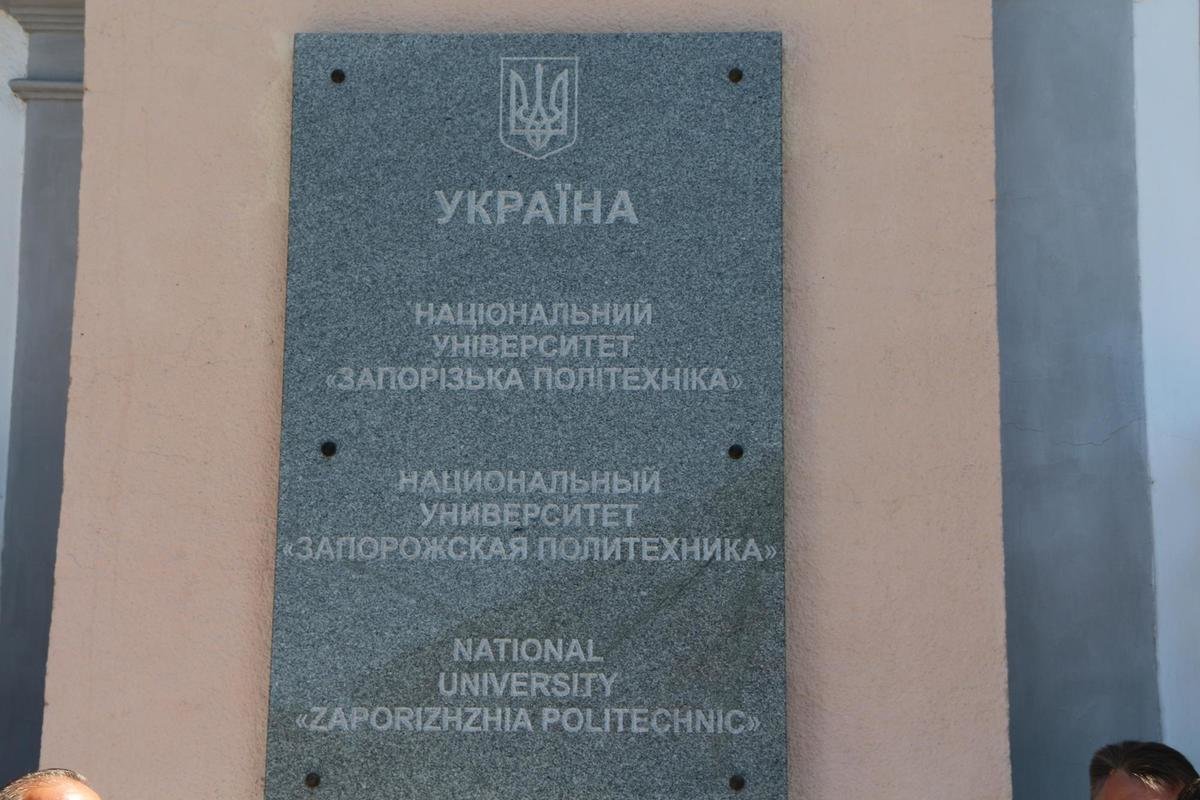 УКРАЇНА
НАЦІОНАЛЬНИЙ
УНІВЕРСИТЕТ
«ЗАПОРІЗЬКА ПОЛІТЕХНІКА»
НАЦИОНАЛЬНЫЙ
УНИВЕРСИТЕТ
«ЗАПОРОЖСКАЯ ПОЛИТЕХНИКА»
NATIONAL
UNIVERSITY
«ZAPORIZHZHIA POLITECHNIC»